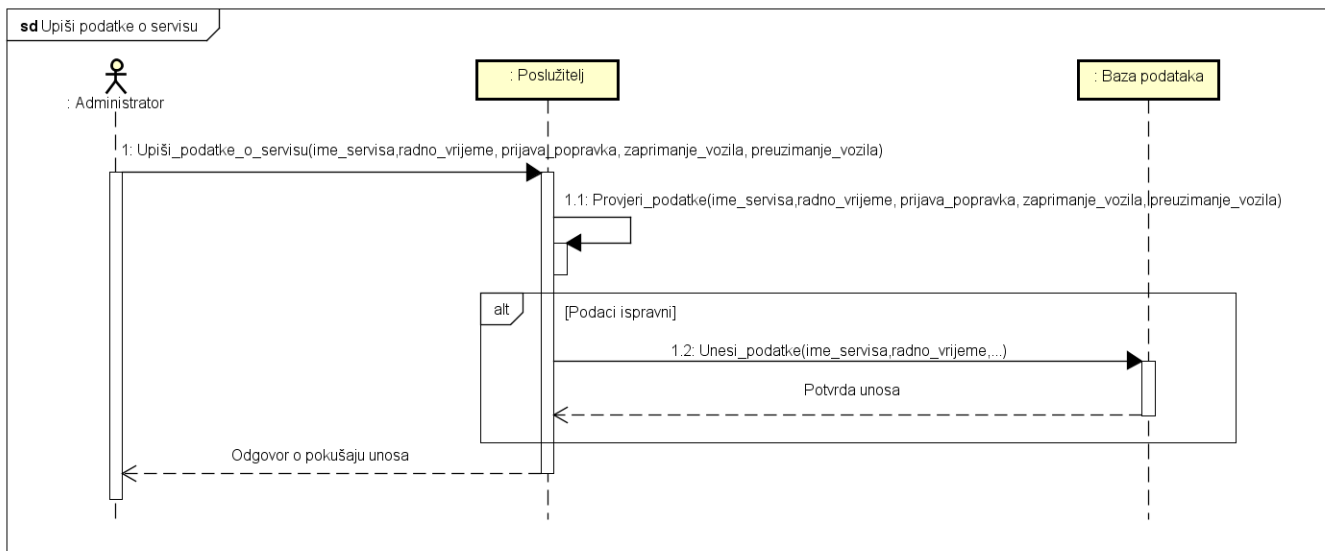 sd Upiši podatke o servisu
: Administrator
: Poslužitelj
: Baza podataka
1: Upiši_podatke_o_servisu(ime_servisa,radno_vrijeme, prijava_popravka, zaprimanje_vozila, preuzimanje_vozila)
1.1: Provjeri_podatke(ime_servisa,radno_vrijeme, prijava_popravka, zaprimanje_vozila, preuzimanje_vozila)
alt
[Podaci ispravni]
1.2: Unesi_podatke(ime_servisa,radno_vrijeme,...)
Potvrda unosa
Odgovor o pokušaju unosa